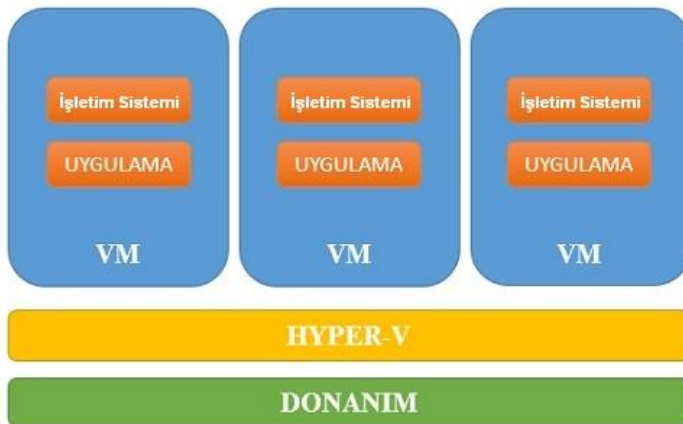 İşletim Sistemi
UYGULAMA
VM
İşletim Sistemi
UYGULAMA
VM
İşletim Sistemi
UYGULAMA
VM
HYPER-V
DONANIM